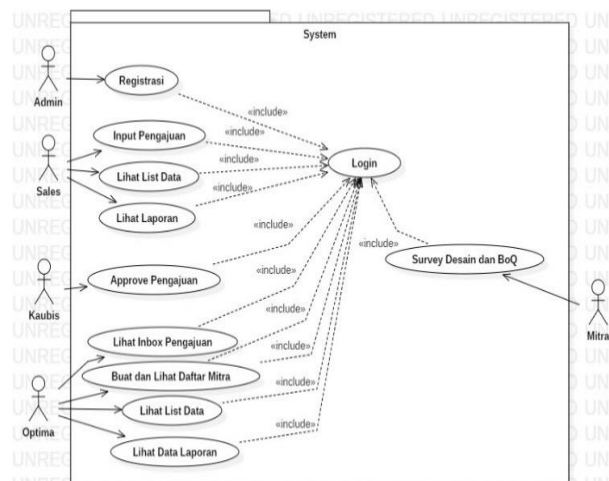 System
Admin
Registrasi
«include»
Sales
Input Pengajuan
«include»
Lihat List Data
«include»
Lihat Laporan
«include»
Login
Kaubis
Approve Pengajuan
«include»
Survey Desain dan BoQ
«include»
Mitra
Optima
Lihat Inbox Pengajuan
«include»
Buat dan Lihat Daftar Mitra
«include»
Lihat List Data
«include»
Lihat Data Laporan
«include»
UNREGISTERED